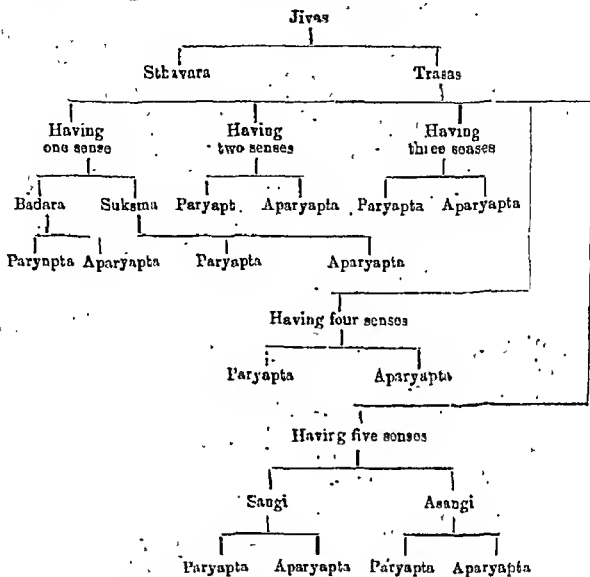 Jivas
Sthavara Trasas
Having Having Having
one sense two senses three senses
Badara Suksma Paryapt. Aparyapta Paryapta Aparyapta
Paryapta Aparyapta Paryapta Aparyapta
Having four senses
Paryapta Aparyapta
Having five senses
Sangi Asangi
Paryapta Aparyapta Paryapta Aparyapta